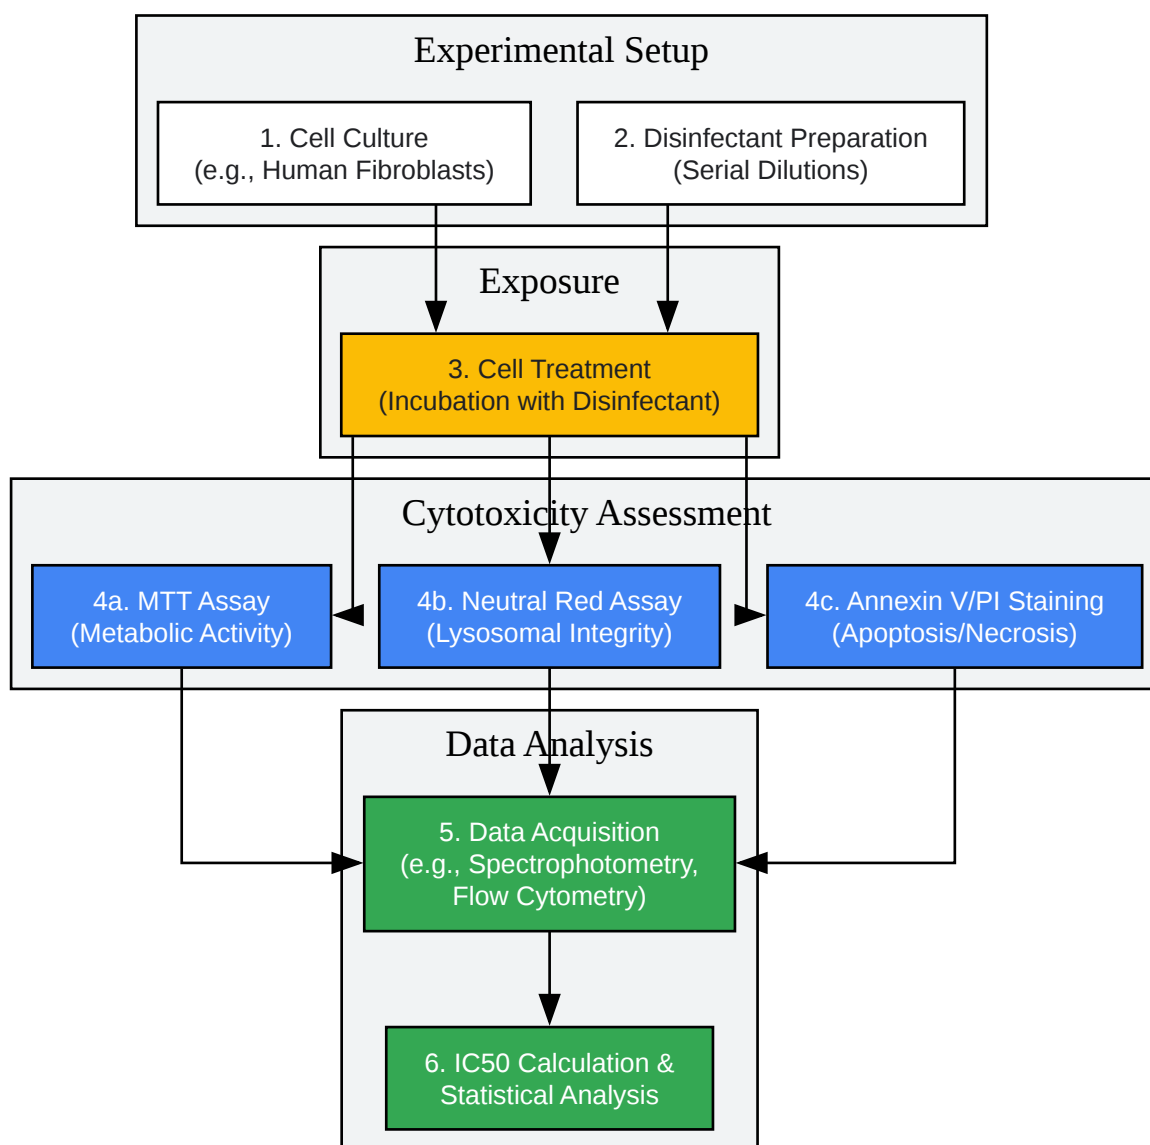 Experimental Setup
1. Cell Culture
(e.g., Human Fibroblasts)
2. Disinfectant Preparation
(Serial Dilutions)
Exposure
3. Cell Treatment
(Incubation with Disinfectant)
Cytotoxicity Assessment
4a. MTT Assay
(Metabolic Activity)
4b. Neutral Red Assay
(Lysosomal Integrity)
4c. Annexin V/PI Staining
(Apoptosis/Necrosis)
Data Analysis
5. Data Acquisition
(e.g., Spectrophotometry,
Flow Cytometry)
6. IC50 Calculation &
Statistical Analysis